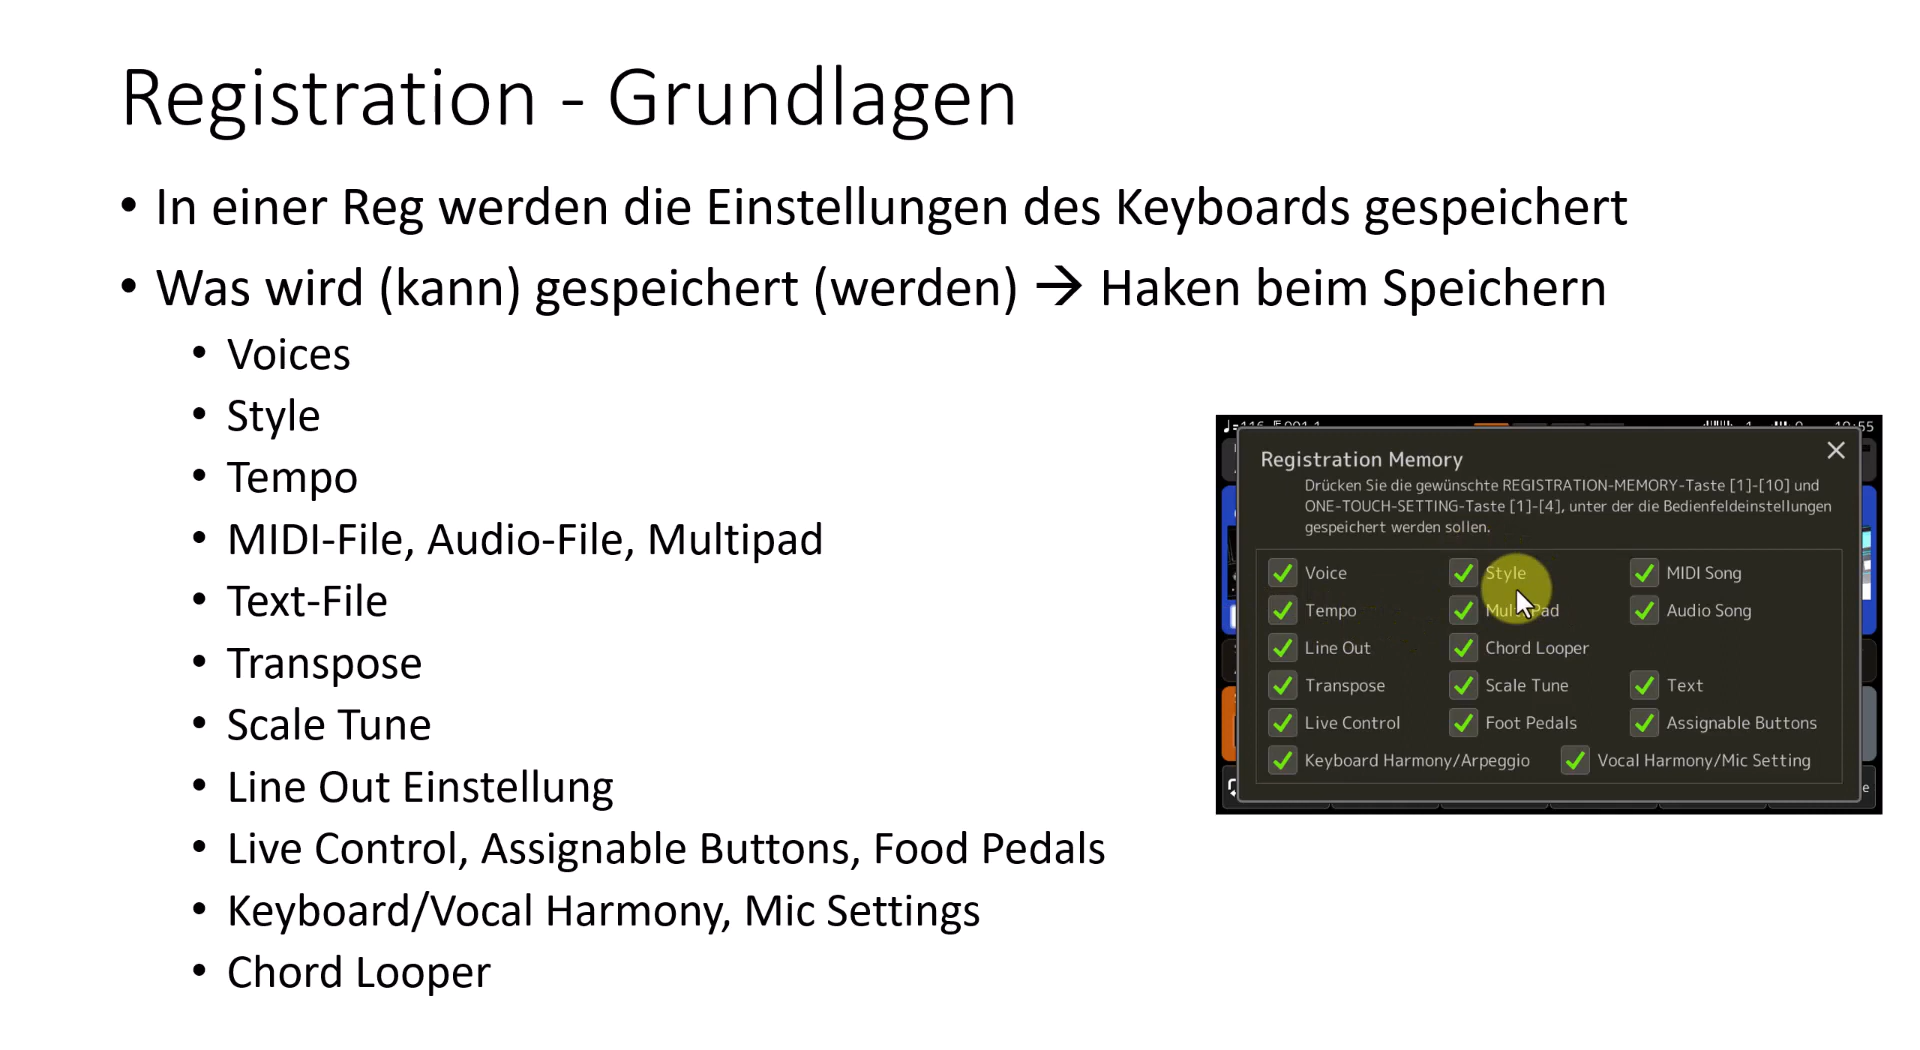 Registration - Grundlagen
• In einer Reg werden die Einstellungen des Keyboards gespeichert
• Was wird (kann) gespeichert (werden) → Haken beim Speichern
• Voices
• Style
• Tempo
• MIDI-File, Audio-File, Multipad
• Text-File
• Transpose
• Scale Tune
• Line Out Einstellung
• Live Control, Assignable Buttons, Food Pedals
• Keyboard/Vocal Harmony, Mic Settings
• Chord Looper
Registration Memory
Drücken Sie die gewünschte REGISTRATION-MEMORY-Taste [1]-[10] und
ONE-TOUCH-SETTING-Taste [1]-[4], unter der die Bedienfeldeinstellungen
gespeichert werden sollen.
Voice Style MIDI Song
Tempo Multi Pad Audio Song
Line Out Chord Looper
Transpose Scale Tune Text
Live Control Foot Pedals Assignable Buttons
Keyboard Harmony/Arpeggio Vocal Harmony/Mic Setting